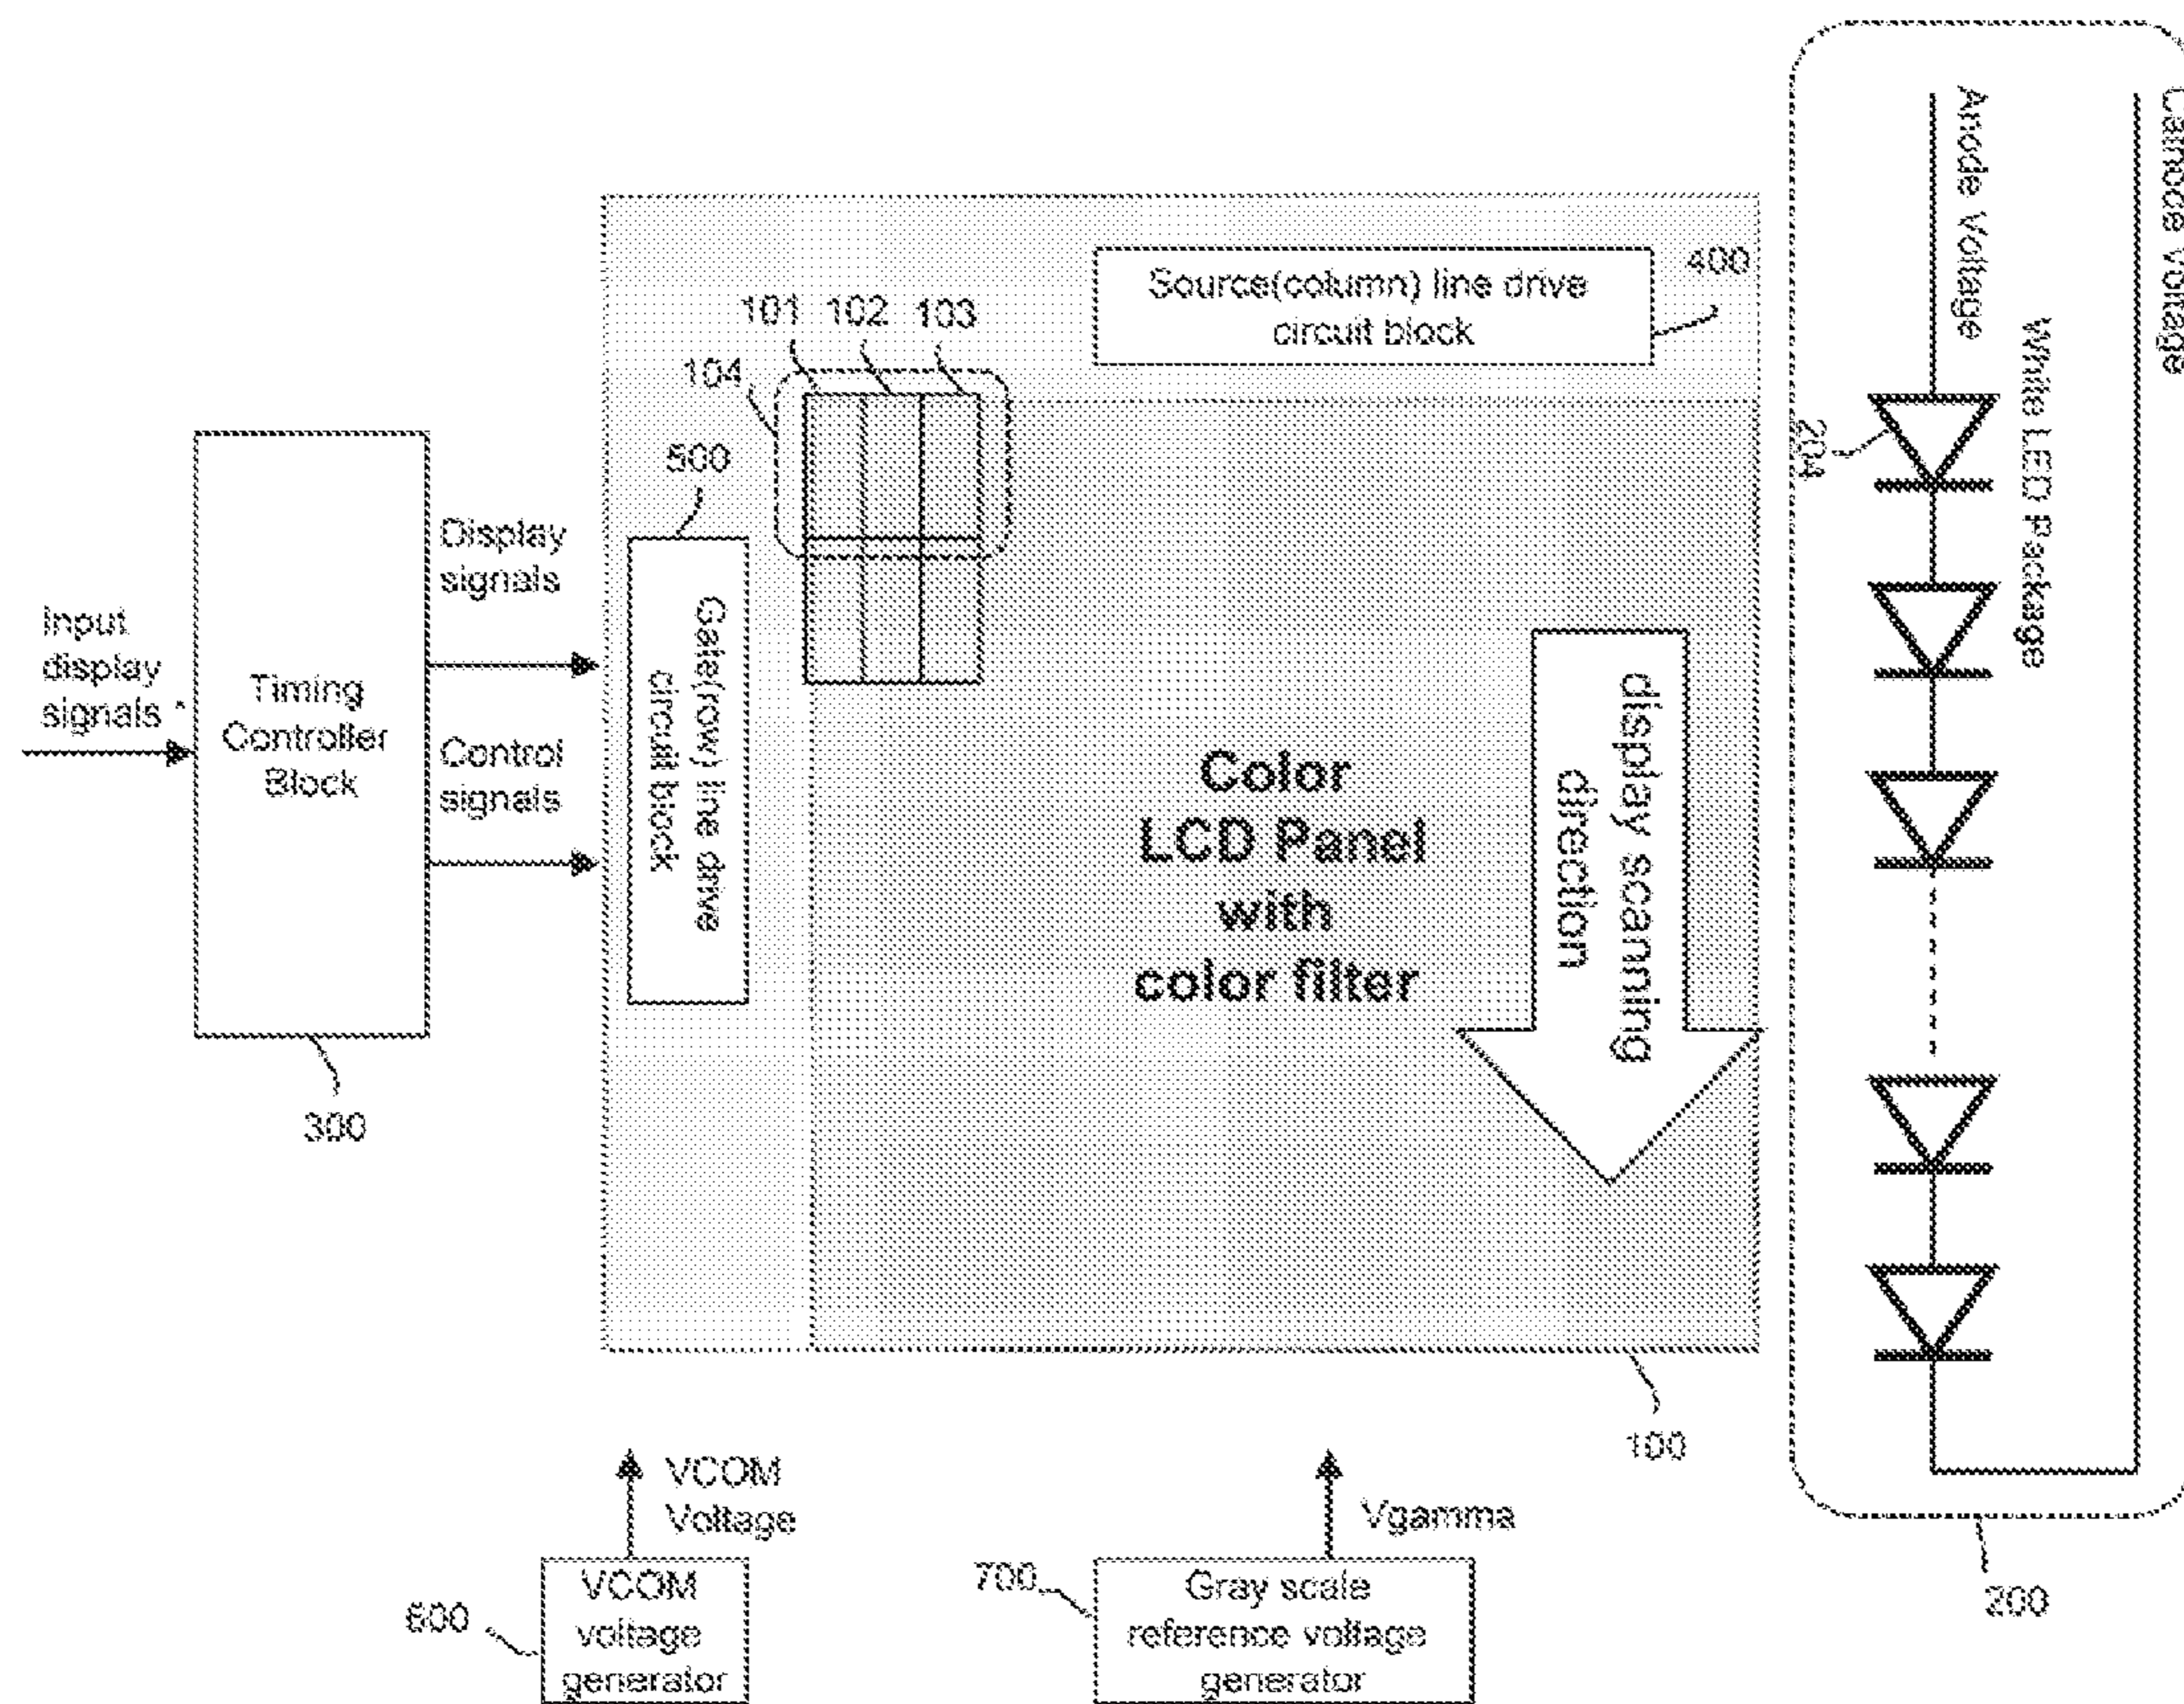 Cathode Voltage
Anode Voltage
White LED Package
204
Source(column) line drive
circuit block
400
101
102
103
104
500
Gate(row) line drive
circuit block
Input
display
signals
Timing
Controller
Block
Display
signals
Control
signals
300
Color
LCD Panel
with
color filter
display scanning
direction
100
VCOM
Voltage
Vgamma
600
VCOM
voltage
generator
700
Gray scale
reference voltage
generator
200